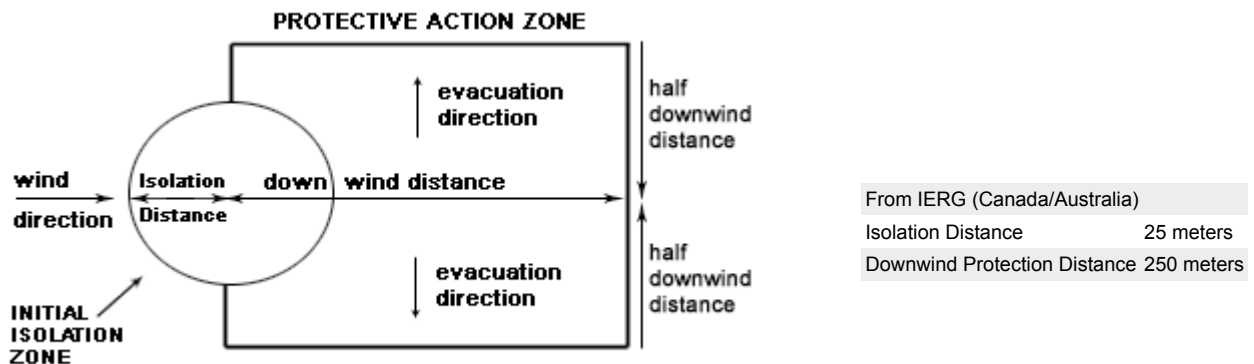 PROTECTIVE ACTION ZONE
evacuation
direction
half
downwind
distance
wind
direction
Isolation
Distance
down wind distance
evacuation
direction
half
downwind
distance
INITIAL
ISOLATION
ZONE
From IERG (Canada/Australia)
Isolation Distance 25 meters
Downwind Protection Distance 250 meters